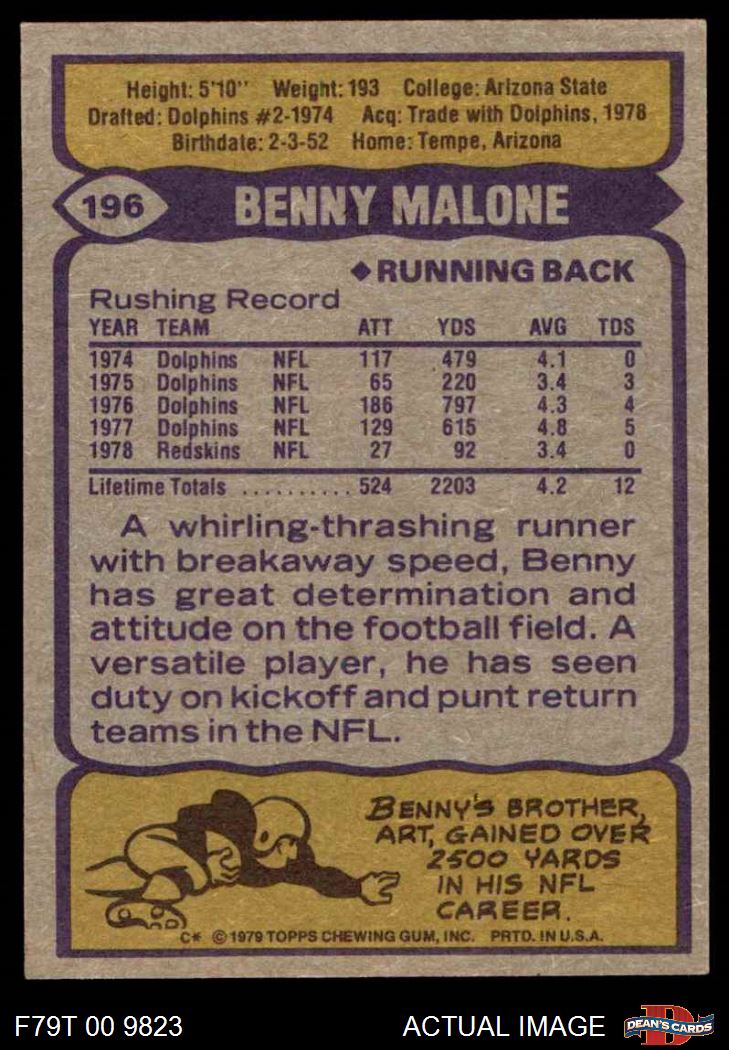 Height: 5'10" Weight: 193 College: Arizona State
Drafted: Dolphins #2-1974 Acq: Trade with Dolphins, 1978
Birthdate: 2-3-52 Home: Tempe, Arizona
196 BENNY MALONE
◆RUNNING BACK
Rushing Record
YEAR TEAM ATT YDS AVG TDS
1974 Dolphins NFL 117 479 4.1 0
1975 Dolphins NFL 65 220 3.4 3
1976 Dolphins NFL 186 797 4.3 4
1977 Dolphins NFL 129 615 4.8 5
1978 Redskins NFL 27 92 3.4 0
Lifetime Totals .......... 524 2203 4.2 12
A whirling-thrashing runner
with breakaway speed, Benny
has great determination and
attitude on the football field. A
versatile player, he has seen
duty on kickoff and punt return
teams in the NFL.
BENNY'S BROTHER,
ART, GAINED OVER
2500 YARDS
IN HIS NFL
CAREER.
C* © 1979 TOPPS CHEWING GUM, INC. PRTD. IN U.S.A.
F79T 00 9823 ACTUAL IMAGE DEAN'S CARDS